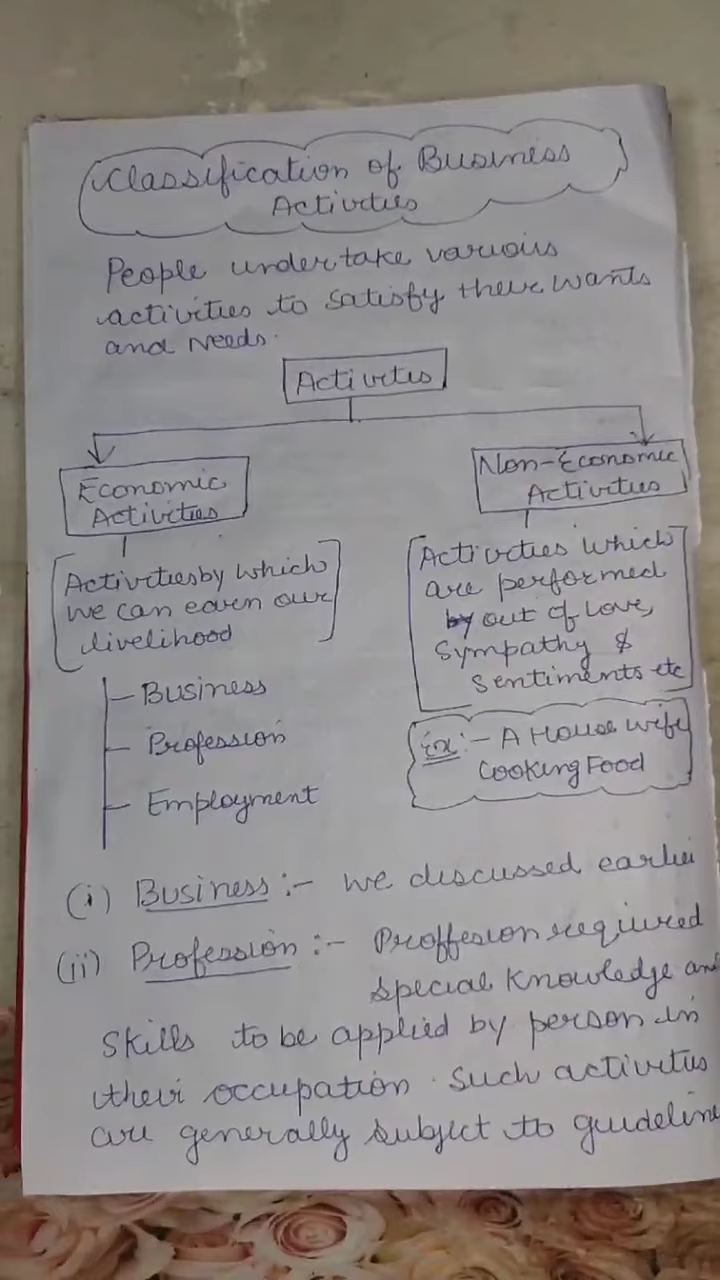 Classification of Business
Activities
People undertake various
activities to satisfy their wants
and Needs.
Activites
Economic
Activities
Non-Economic
Activities
Activities by which
we can earn our
livelihood
Activities which
are performed
by out of love,
Sympathy &
Sentiments etc
Business
Profession
Employment
ex:- A House wife
Cooking Food
(i) Business :- we discussed earlier
(ii) Profession :- Proffesion required
special knowledge and
skills to be applied by person in
their occupation. Such activities
are generally subject to guideline